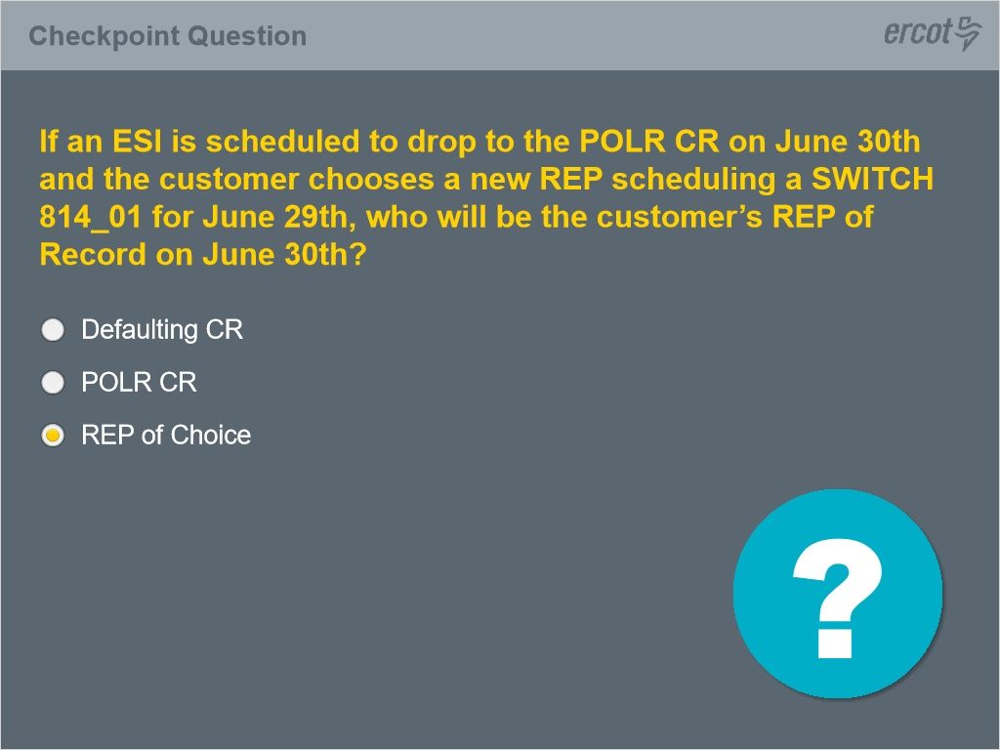 Checkpoint Question
ercot
If an ESI is scheduled to drop to the POLR CR on June 30th
and the customer chooses a new REP scheduling a SWITCH
814_01 for June 29th, who will be the customer’s REP of
Record on June 30th?
Defaulting CR
POLR CR
REP of Choice
?